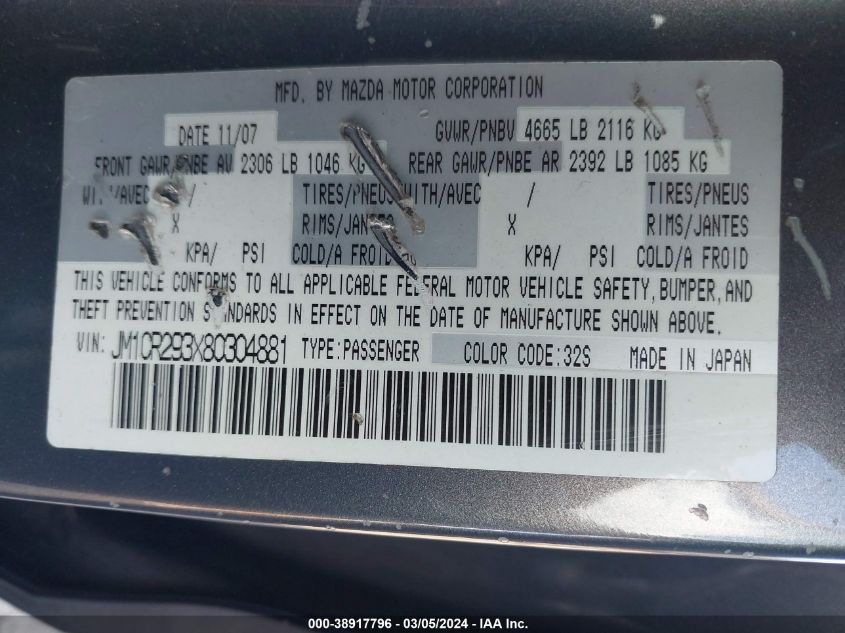 MFD. BY MAZDA MOTOR CORPORATION
DATE 11/07 GVWR/PNBV 4665 LB 2116 KG
FRONT GAWR/PNBE AV 2306 LB 1046 KG REAR GAWR/PNBE AR 2392 LB 1085 KG
WITH/AVEC / TIRES/PNEUS WITH/AVEC / TIRES/PNEUS
X RIMS/JANTES X RIMS/JANTES
KPA/ PSI COLD/A FROID KPA/ PSI COLD/A FROID
THIS VEHICLE CONFORMS TO ALL APPLICABLE FEDERAL MOTOR VEHICLE SAFETY, BUMPER, AND
THEFT PREVENTION STANDARDS IN EFFECT ON THE DATE OF MANUFACTURE SHOWN ABOVE.
VIN: JM1CR293X80304881 TYPE:PASSENGER COLOR CODE:32S MADE IN JAPAN
000-38917796 - 03/05/2024 - IAA Inc.